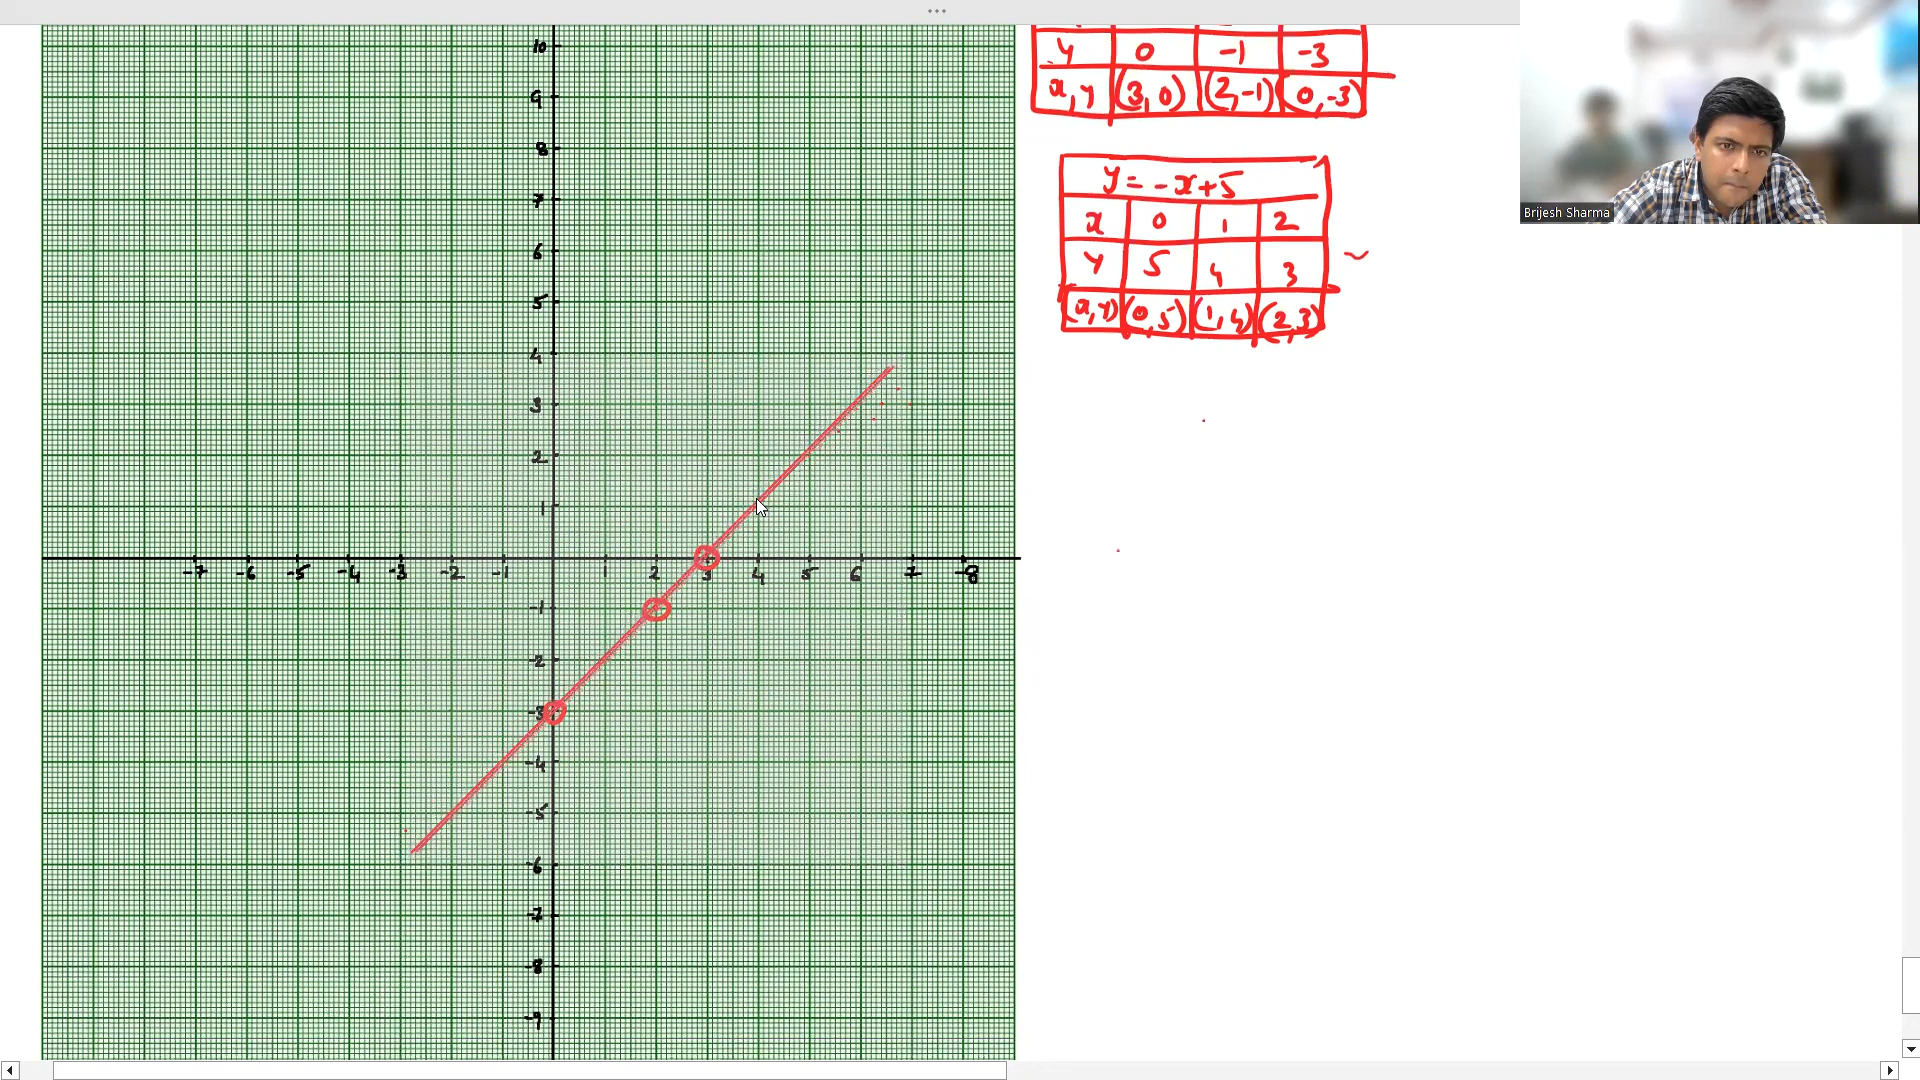 10
9
8
7
6
5
4
3
2
1
-7 -6 -5 -4 -3 -2 -1 1 2 3 4 5 6 7 -8
-1
-2
-3
-4
-5
-6
-7
-8
-9
y 0 -1 -3
x, y (3, 0) (2, -1) (0, -3)
y = -x+5
x 0 1 2
y 5 4 3
(x, y) (0, 5) (1, 4) (2, 3)
Brijesh Sharma